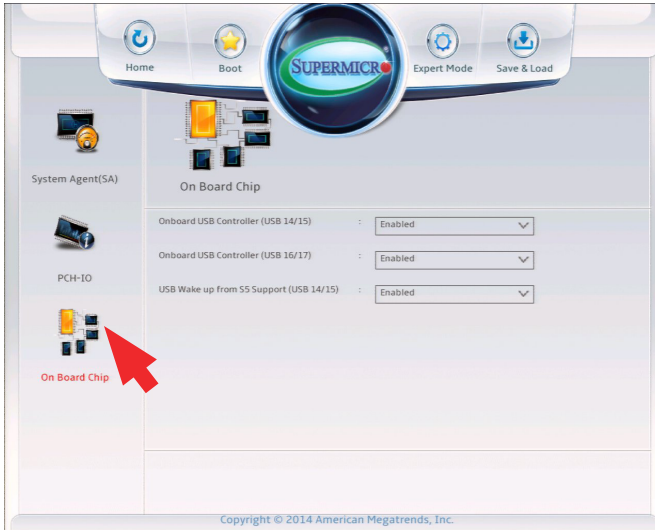 Home
Boot
SUPERMICR
Expert Mode
Save & Load
System Agent(SA)
On Board Chip
Onboard USB Controller (USB 14/15) : Enabled
Onboard USB Controller (USB 16/17) : Enabled
USB Wake up from S5 Support (USB 14/15) : Enabled
PCH-IO
On Board Chip
Copyright © 2014 American Megatrends, Inc.